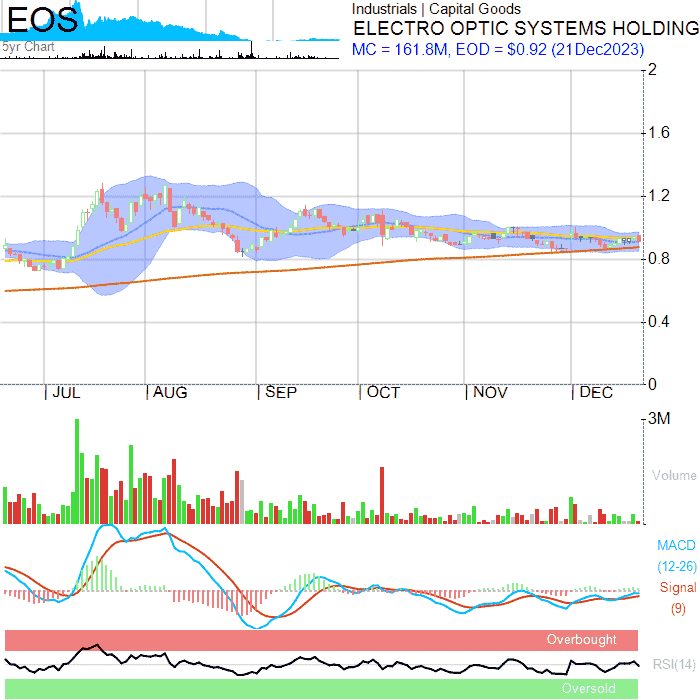 EOS
5yr Chart
Industrials | Capital Goods
ELECTRO OPTIC SYSTEMS HOLDING
MC = 161.8M, EOD = $0.92 (21Dec2023)
2
1.6
1.2
0.8
0.4
0
JUL
AUG
SEP
OCT
NOV
DEC
3M
Volume
MACD
(12-26)
Signal
(9)
Overbought
RSI(14)
Oversold